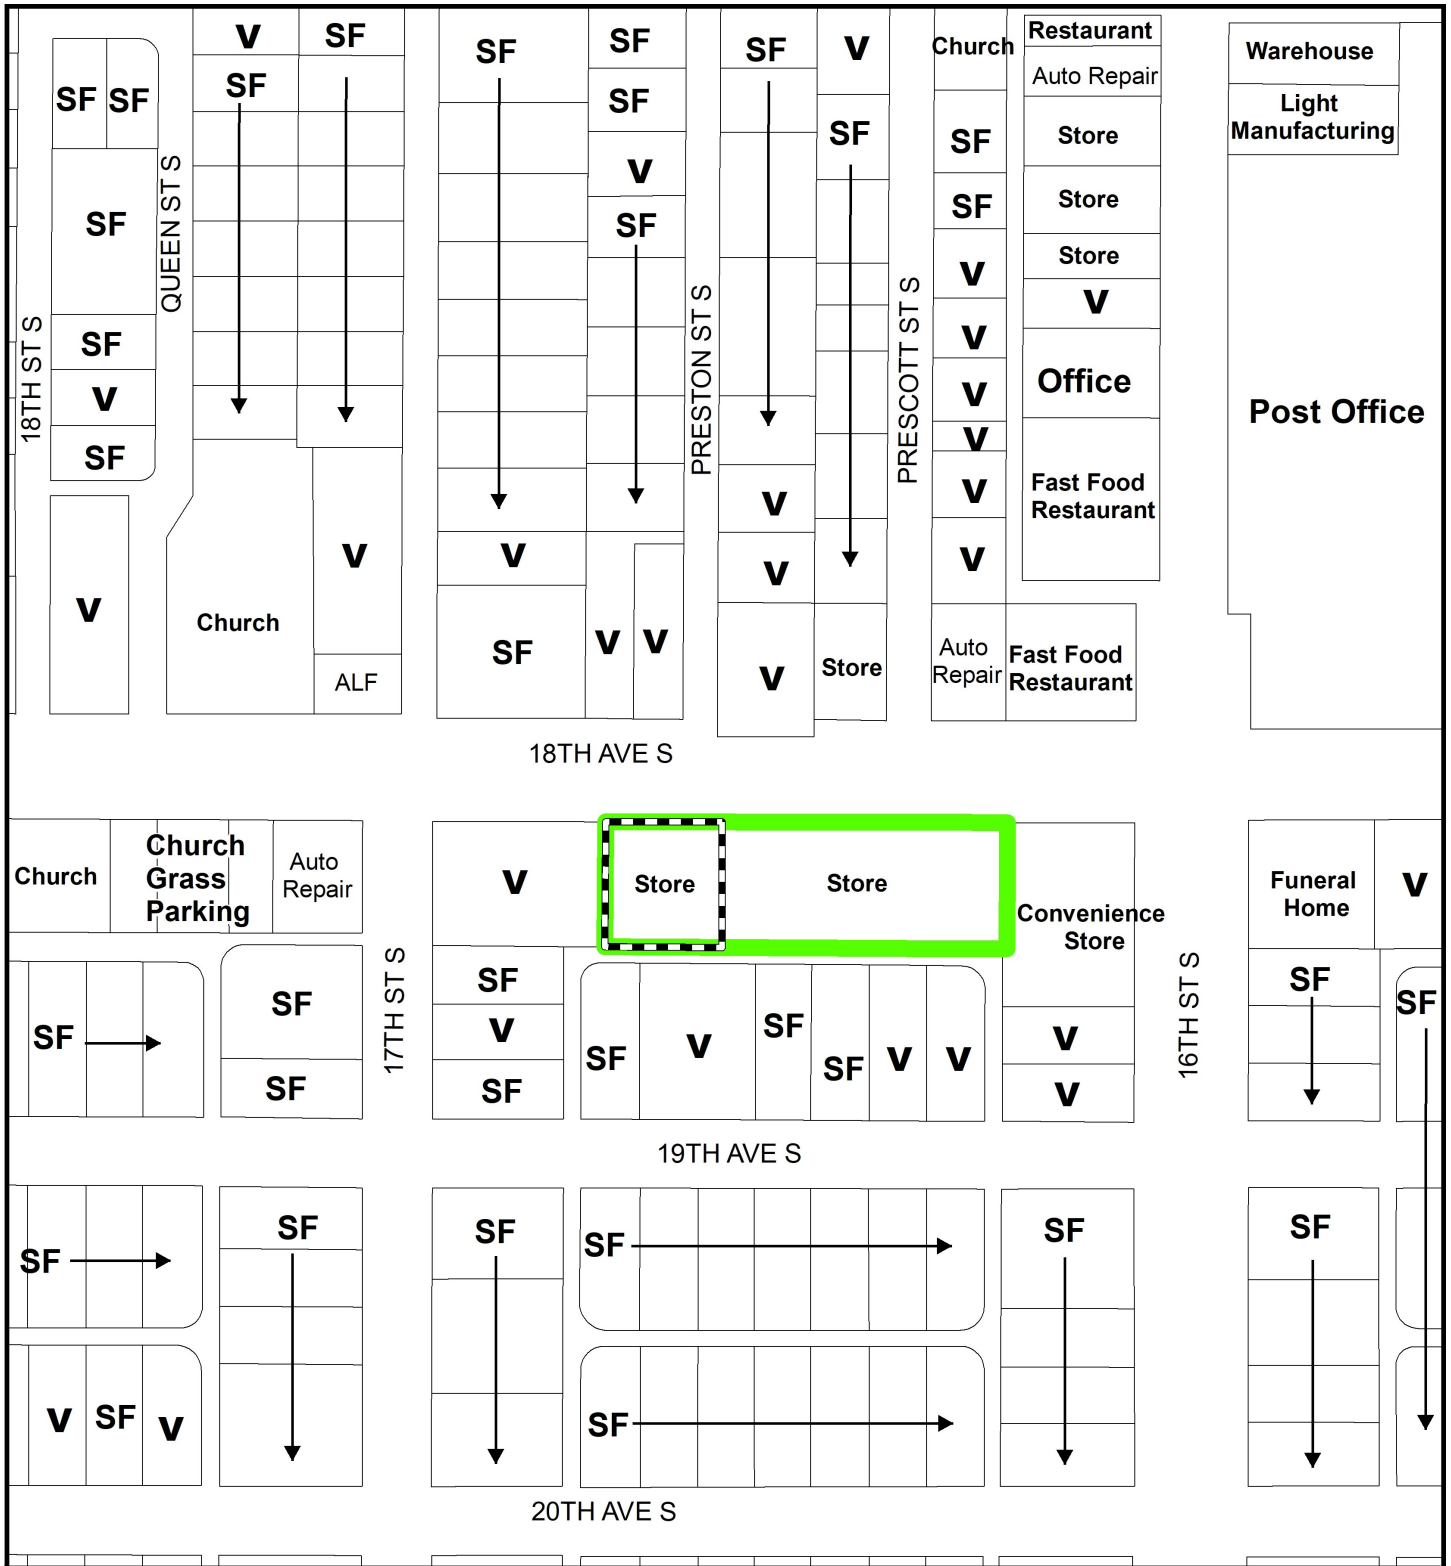 V
SF
SF
SF
V
SF
Church
Restaurant
Warehouse
SF SF
SF
SF
V
SF
SF
Auto Repair
Light
Manufacturing
SF
QUEEN ST S
V
SF
SF
Store
Store
SF
V
Store
18TH ST S
SF
PRESTON ST S
PRESCOTT ST S
V
V
V
V
Office
Post Office
SF
V
V
V
V
Fast Food
Restaurant
V
V
V
V
V
Church
SF
V
V
V
Store
Auto
Repair
Fast Food
Restaurant
ALF
18TH AVE S
Church
Church
Grass
Parking
Auto
Repair
V
Store
Store
Convenience
Store
Funeral
Home
V
SF
SF
17TH ST S
SF
V
SF
SF
V
SF
SF
V
V
V
V
16TH ST S
SF
SF
SF
19TH AVE S
SF
SF
SF
SF
SF
SF
V
SF
V
SF
20TH AVE S